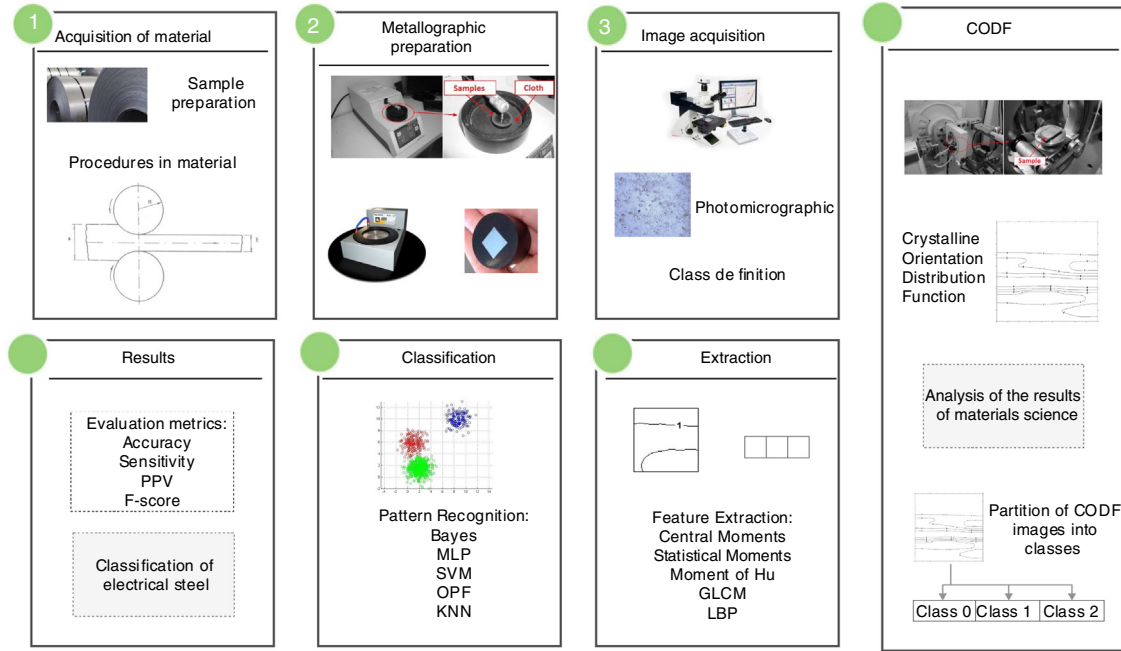 1
Acquisition of material
Sample
preparation
Procedures in material
2
Metallographic
preparation
Samples
Cloth
3
Image acquisition
Photomicrographic
Class de finition
CODF
Sample
Crystalline
Orientation
Distribution
Function
Analysis of the results
of materials science
Partition of CODF
images into
classes
Class 0 Class 1 Class 2
Extraction
1
Feature Extraction:
Central Moments
Statistical Moments
Moment of Hu
GLCM
LBP
Classification
Pattern Recognition:
Bayes
MLP
SVM
OPF
KNN
Results
Evaluation metrics:
Accuracy
Sensitivity
PPV
F-score
Classification of
electrical steel